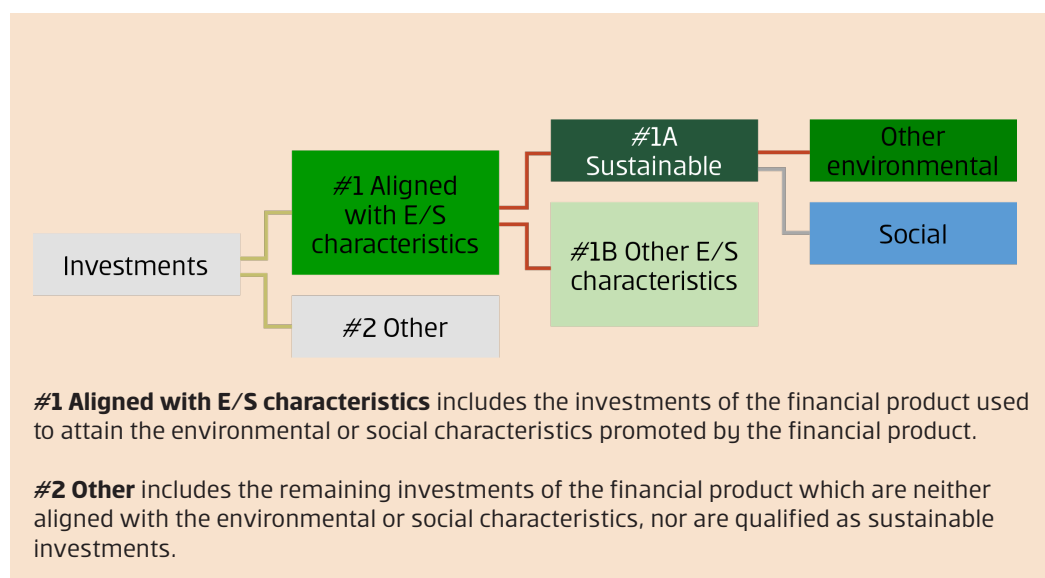 #1A
Sustainable
Other
environmental
#1 Aligned
with E/S
characteristics
Social
#1B Other E/S
characteristics
Investments
#2 Other
#1 Aligned with E/S characteristics includes the investments of the financial product used
to attain the environmental or social characteristics promoted by the financial product.
#2 Other includes the remaining investments of the financial product which are neither
aligned with the environmental or social characteristics, nor are qualified as sustainable
investments.